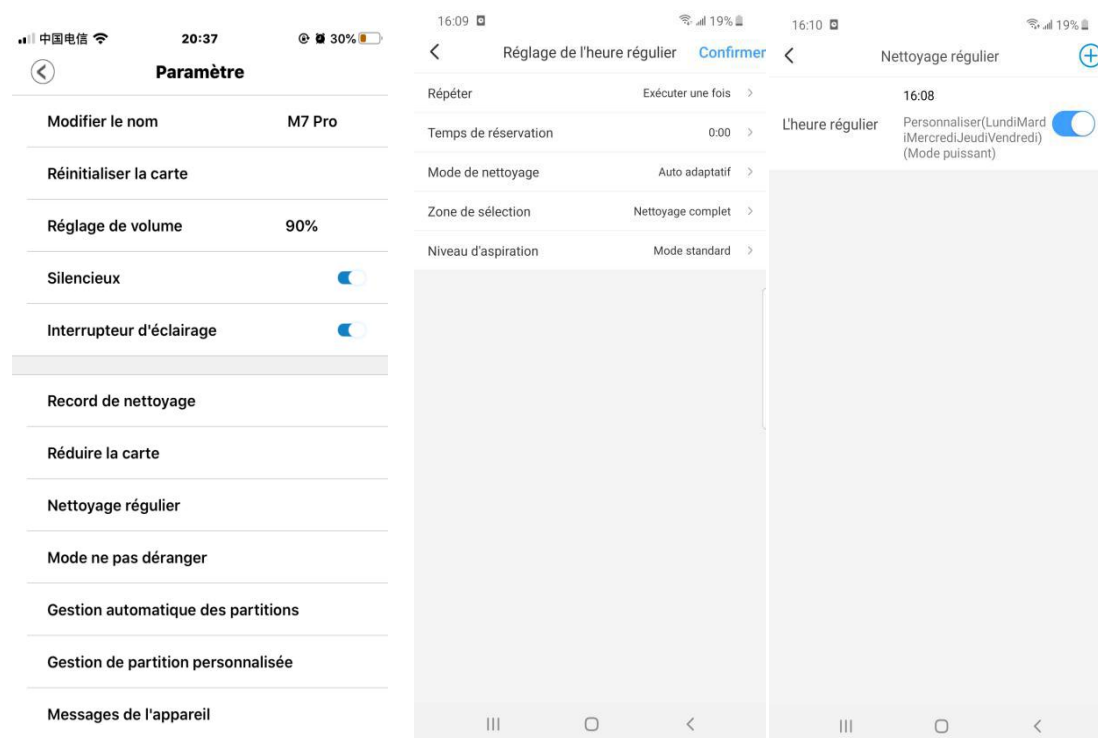 中国电信 20:37 30%
Paramètre
Modifier le nom M7 Pro
Réinitialiser la carte
Réglage de volume 90%
Silencieux
Interrupteur d'éclairage
Record de nettoyage
Réduire la carte
Nettoyage régulier
Mode ne pas déranger
Gestion automatique des partitions
Gestion de partition personnalisée
Messages de l'appareil
16:09 19%
Réglage de l'heure régulier Confirmer
Répéter Exécuter une fois
Temps de réservation 0:00
Mode de nettoyage Auto adaptatif
Zone de sélection Nettoyage complet
Niveau d'aspiration Mode standard
16:10 19%
Nettoyage régulier
16:08
L'heure régulier Personnaliser(LundiMard
iMercrediJeudiVendredi)
(Mode puissant)